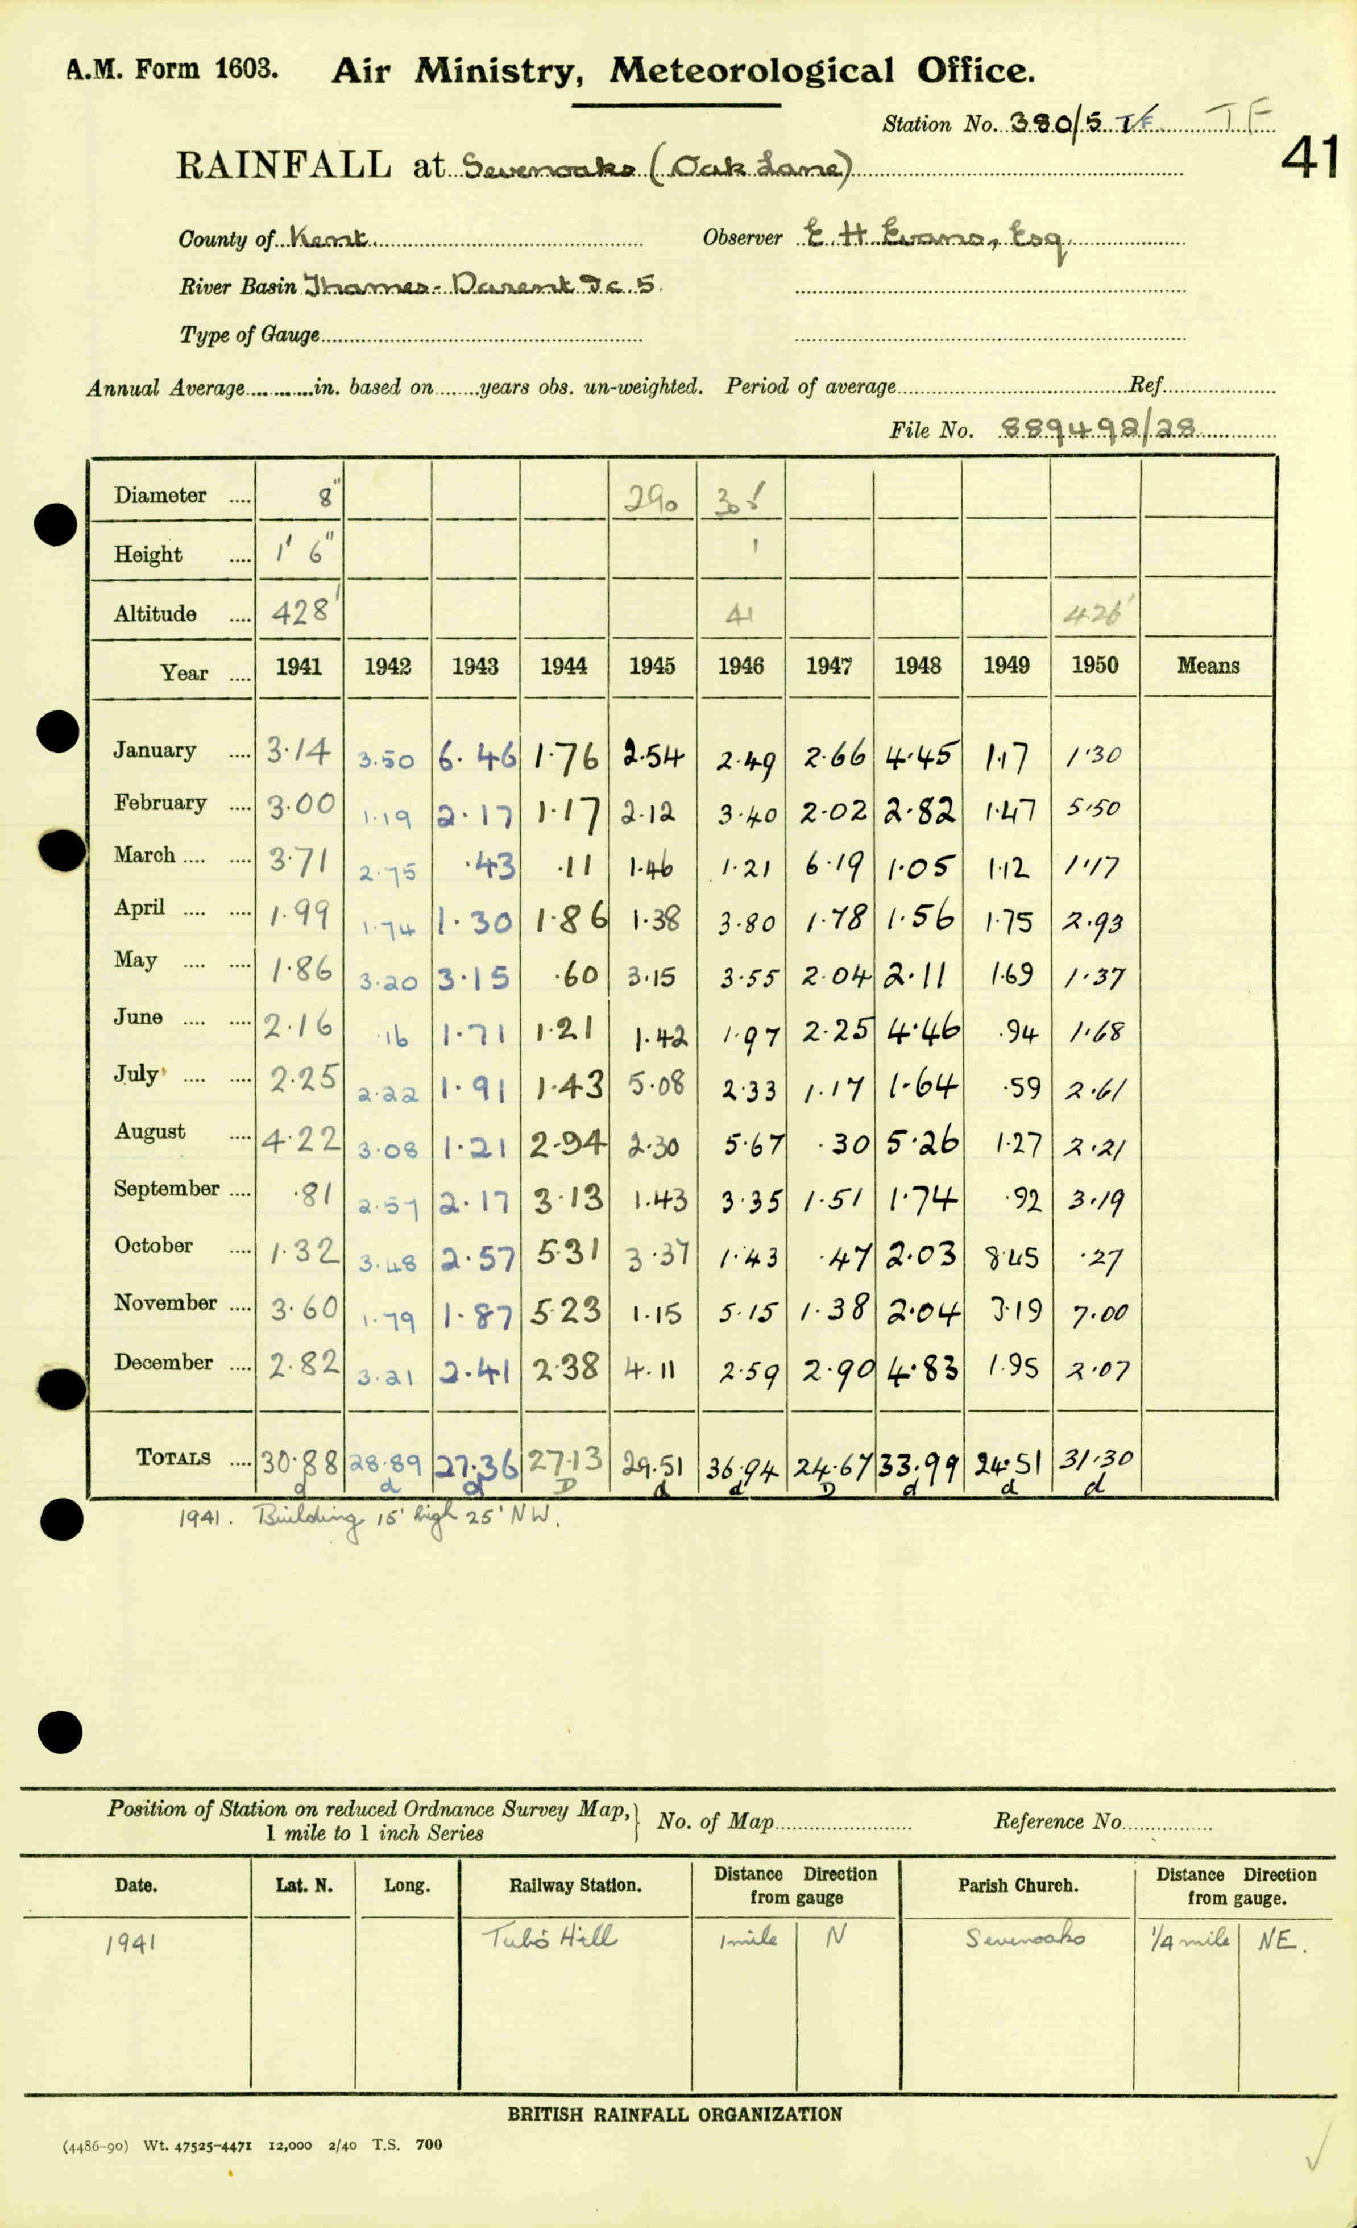 A.M. Form 1603. Air Ministry, Meteorological Office.
Station No. 380/5 TF TF
41
RAINFALL at Sevenoaks (Oak Lane)
County of Kent Observer E. H. Evans, Esq.
River Basin Thames - Darent Ic 5.
Type of Gauge
Annual Average in. based on years obs. un-weighted. Period of average Ref.
File No. 889492/28
Diameter 8" 290 305
Height 1' 6" 1
Altitude 428' 41 426'
Year 1941 1942 1943 1944 1945 1946 1947 1948 1949 1950 Means
January 3.14 3.50 6.46 1.76 2.54 2.49 2.66 4.45 1.17 1.30
February 3.00 1.19 2.17 1.17 2.12 3.40 2.02 2.82 1.47 5.50
March 3.71 2.75 .43 .11 1.46 1.21 6.19 1.05 1.12 1.17
April 1.99 1.74 1.30 1.86 1.38 3.80 1.78 1.56 1.75 2.93
May 1.86 3.20 3.15 .60 3.15 3.55 2.04 2.11 1.69 1.37
June 2.16 .16 1.71 1.21 1.42 1.97 2.25 4.46 .94 1.68
July 2.25 2.22 1.91 1.43 5.08 2.33 1.17 1.64 .59 2.61
August 4.22 3.08 1.21 2.94 2.30 5.67 .30 5.26 1.27 2.21
September .81 2.57 2.17 3.13 1.43 3.35 1.51 1.74 .92 3.19
October 1.32 3.48 2.57 5.31 3.37 1.43 .47 2.03 8.45 .27
November 3.60 1.79 1.87 5.23 1.15 5.15 1.38 2.04 3.19 7.00
December 2.82 3.21 2.41 2.38 4.11 2.59 2.90 4.83 1.95 2.07
TOTALS 30.88 28.89 27.36 27.13 29.51 36.94 24.67 33.99 24.51 31.30
d d d D d d D d d d
1941. Building 15' high 25' NW.
Position of Station on reduced Ordnance Survey Map, No. of Map Reference No.
1 mile to 1 inch Series
Date. Lat. N. Long. Railway Station. Distance from gauge Direction Parish Church. Distance from gauge. Direction
1941 Tubs Hill 1 mile N Sevenoaks 1/4 mile NE.
BRITISH RAINFALL ORGANIZATION
(4486-90) Wt. 47525-4471 12,000 2/40 T.S. 700